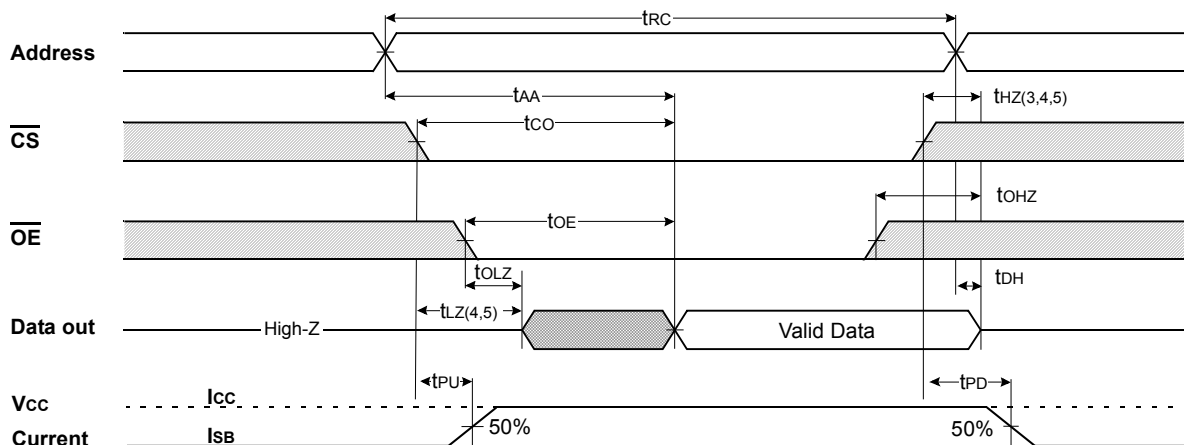 tRC
Address
tAA
tHZ(3,4,5)
tCO
CS
tOHZ
tOE
OE
tOLZ
tDH
tLZ(4,5)
Data out
High-Z
Valid Data
tPU
tPD
VCC
ICC
50%
50%
Current
ISB